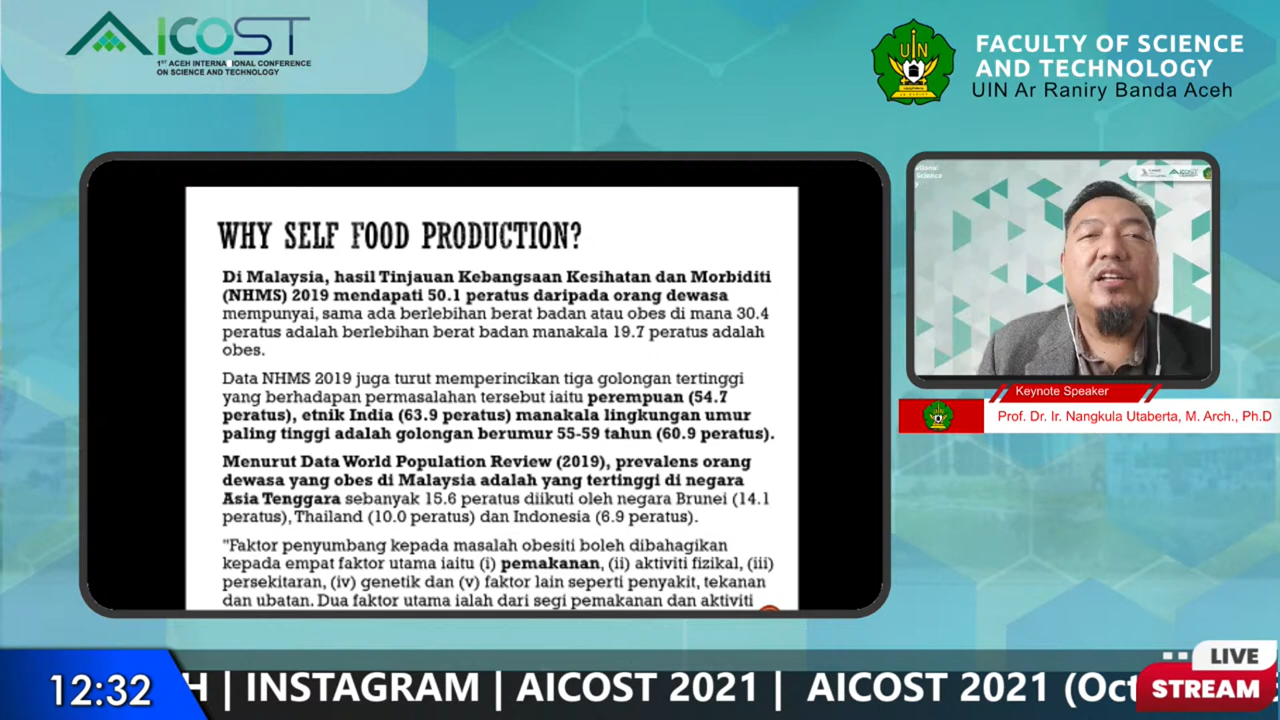 AICOST
1ST ACEH INTERNATIONAL CONFERENCE
ON SCIENCE AND TECHNOLOGY
UIN
FACULTY OF SCIENCE
AND TECHNOLOGY
UIN Ar Raniry Banda Aceh
WHY SELF FOOD PRODUCTION?
Di Malaysia, hasil Tinjauan Kebangsaan Kesihatan dan Morbiditi
(NHMS) 2019 mendapati 50.1 peratus daripada orang dewasa
mempunyai, sama ada berlebihan berat badan atau obes di mana 30.4
peratus adalah berlebihan berat badan manakala 19.7 peratus adalah
obes.
Data NHMS 2019 juga turut memperincikan tiga golongan tertinggi
yang berhadapan permasalahan tersebut iaitu perempuan (54.7
peratus), etnik India (63.9 peratus) manakala lingkungan umur
paling tinggi adalah golongan berumur 55-59 tahun (60.9 peratus).
Menurut Data World Population Review (2019), prevalens orang
dewasa yang obes di Malaysia adalah yang tertinggi di negara
Asia Tenggara sebanyak 15.6 peratus diikuti oleh negara Brunei (14.1
peratus), Thailand (10.0 peratus) dan Indonesia (6.9 peratus).
"Faktor penyumbang kepada masalah obesiti boleh dibahagikan
kepada empat faktor utama iaitu (i) pemakanan, (ii) aktiviti fizikal, (iii)
persekitaran, (iv) genetik dan (v) faktor lain seperti penyakit, tekanan
dan ubatan. Dua faktor utama ialah dari segi pemakanan dan aktiviti
Science
Keynote Speaker
Prof. Dr. Ir. Nangkula Utaberta, M. Arch., Ph.D
12:32
H | INSTAGRAM | AICOST 2021 | AICOST 2021 (Oct
LIVE
STREAM